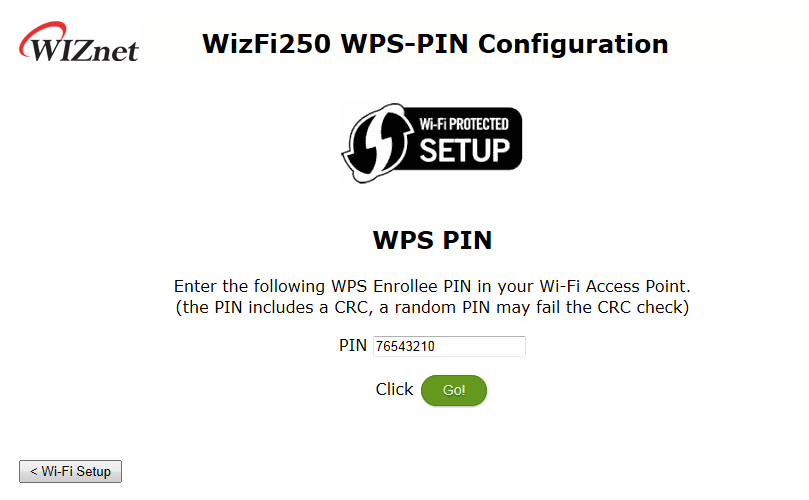 WIZnet
WizFi250 WPS-PIN Configuration
Wi-Fi PROTECTED
SETUP
WPS PIN
Enter the following WPS Enrollee PIN in your Wi-Fi Access Point.
(the PIN includes a CRC, a random PIN may fail the CRC check)
PIN 76543210
Click Go!
< Wi-Fi Setup